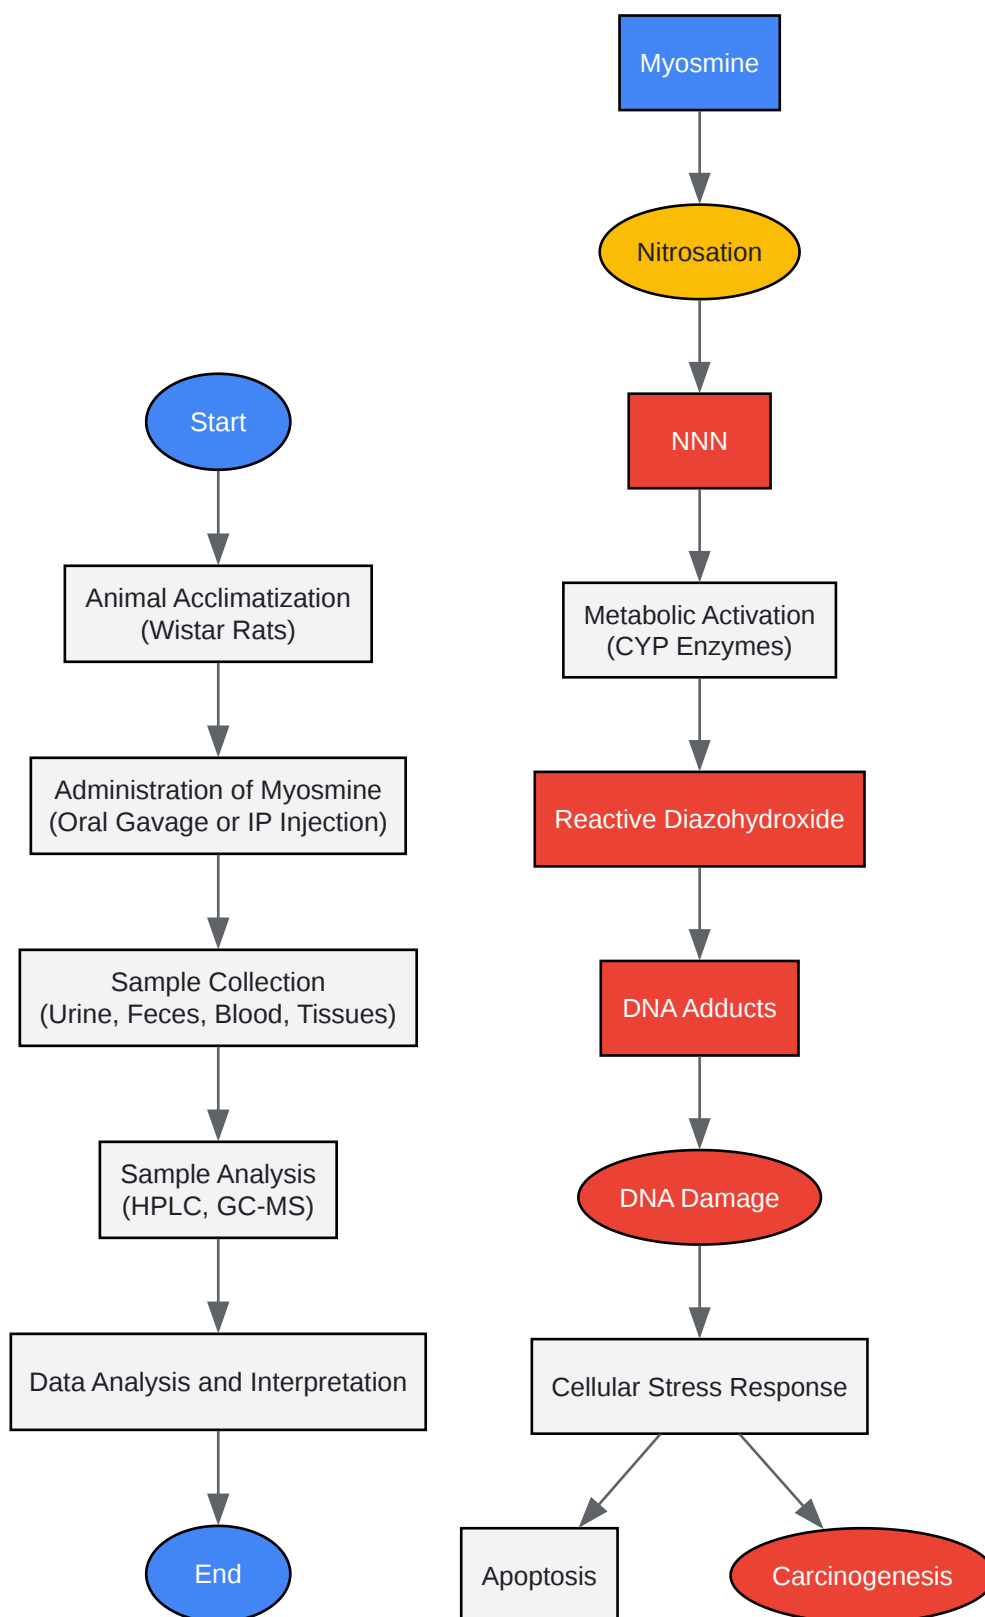 Start
Animal Acclimatization
(Wistar Rats)
Administration of Myosmine
(Oral Gavage or IP Injection)
Sample Collection
(Urine, Feces, Blood, Tissues)
Sample Analysis
(HPLC, GC-MS)
Data Analysis and Interpretation
End
Myosmine
Nitrosation
NNN
Metabolic Activation
(CYP Enzymes)
Reactive Diazohydroxide
DNA Adducts
DNA Damage
Cellular Stress Response
Apoptosis
Carcinogenesis